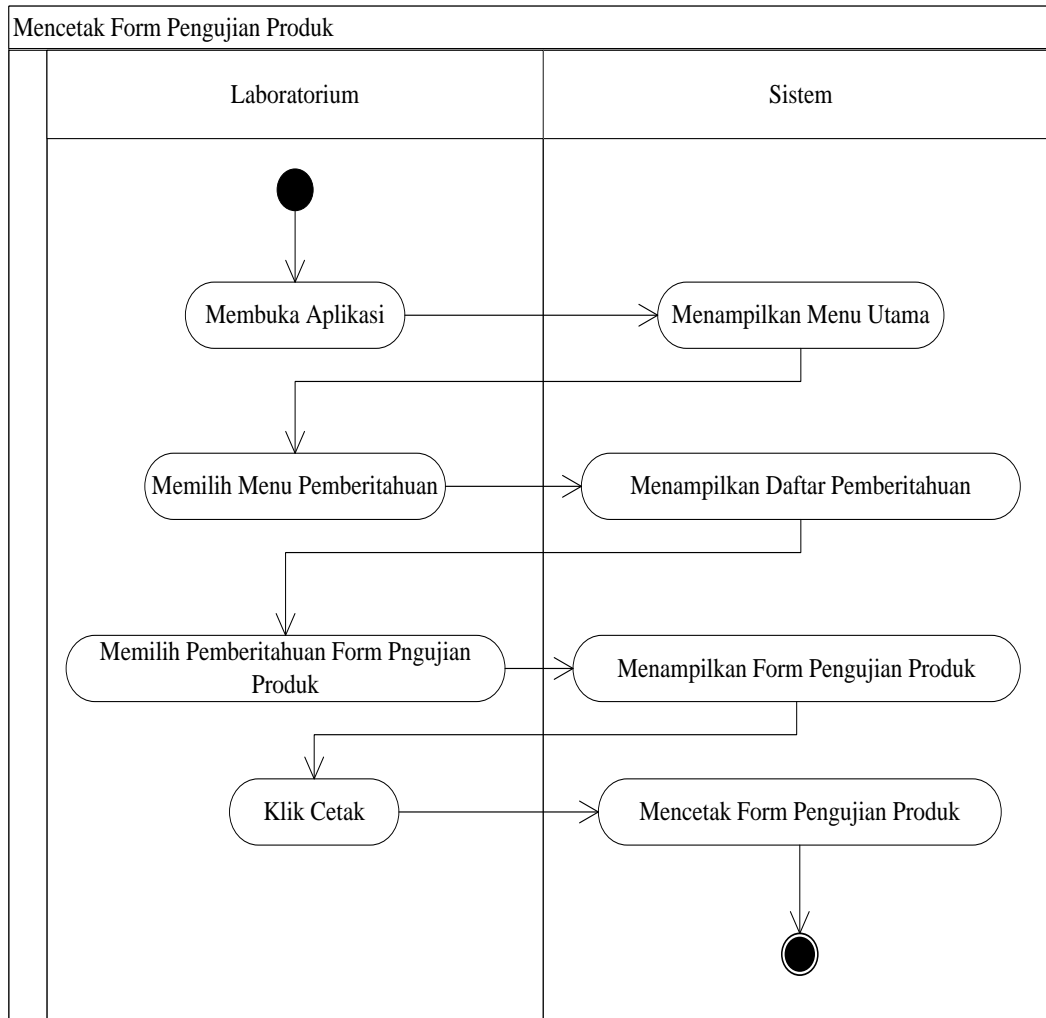 Mencetak Form Pengujian Produk
Laboratorium
Sistem
Membuka Aplikasi
Menampilkan Menu Utama
Memilih Menu Pemberitahuan
Menampilkan Daftar Pemberitahuan
Memilih Pemberitahuan Form Pngujian
Produk
Menampilkan Form Pengujian Produk
Klik Cetak
Mencetak Form Pengujian Produk